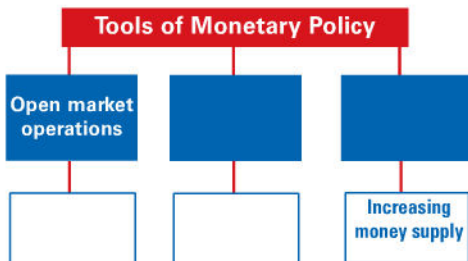 Tools of Monetary Policy
Open market
operations
Increasing
money supply